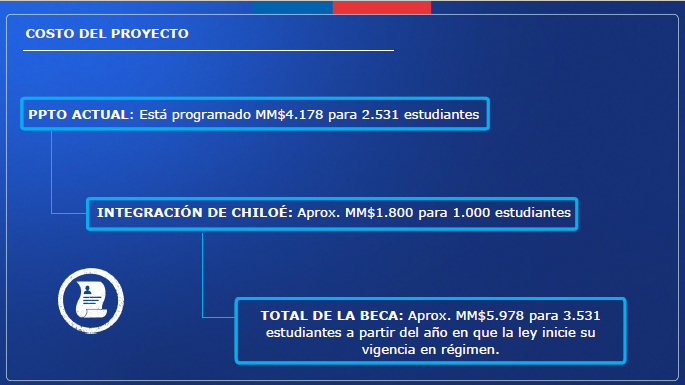 COSTO DEL PROYECTO
PPTO ACTUAL: Está programado MM$4.178 para 2.531 estudiantes
INTEGRACIÓN DE CHILOÉ: Aprox. MM$1.800 para 1.000 estudiantes
TOTAL DE LA BECA: Aprox. MM$5.978 para 3.531
estudiantes a partir del año en que la ley inicie su
vigencia en régimen.